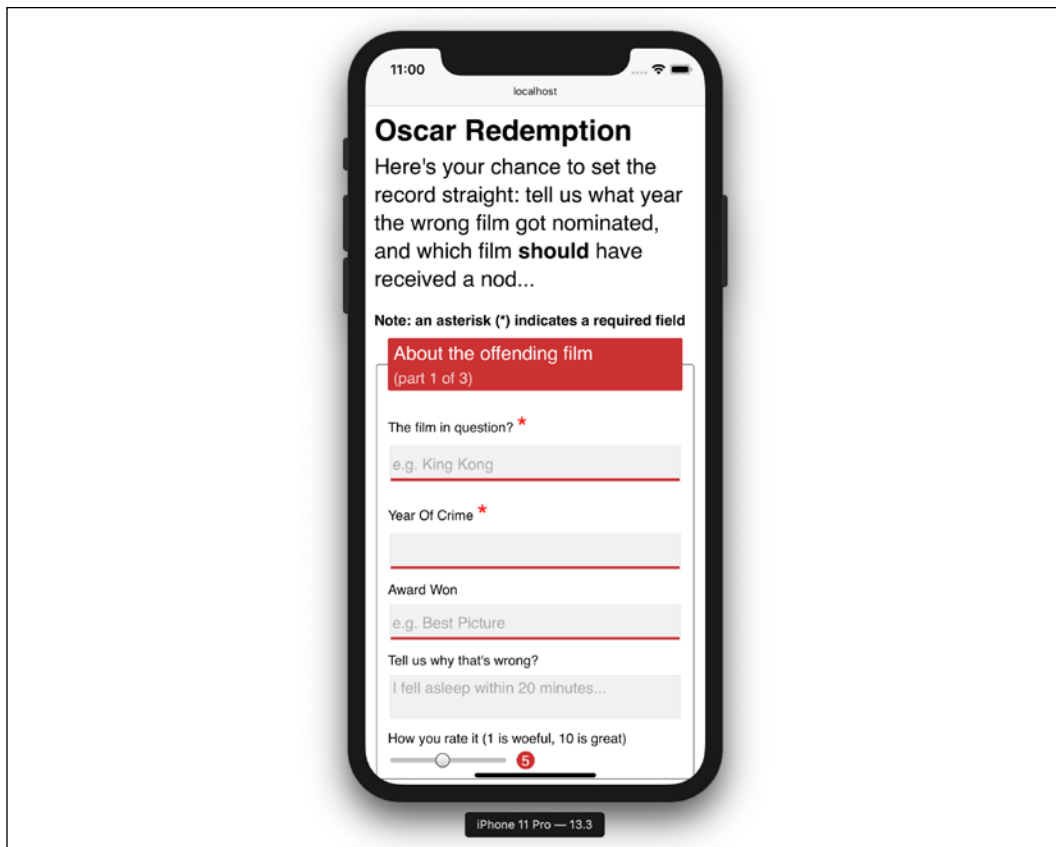 11:00
localhost
Oscar Redemption
Here's your chance to set the
record straight: tell us what year
the wrong film got nominated,
and which film should have
received a nod...
Note: an asterisk (*) indicates a required field
About the offending film
(part 1 of 3)
The film in question? *
e.g. King Kong
Year Of Crime *
Award Won
e.g. Best Picture
Tell us why that's wrong?
I fell asleep within 20 minutes...
How you rate it (1 is woeful, 10 is great)
5
iPhone 11 Pro — 13.3